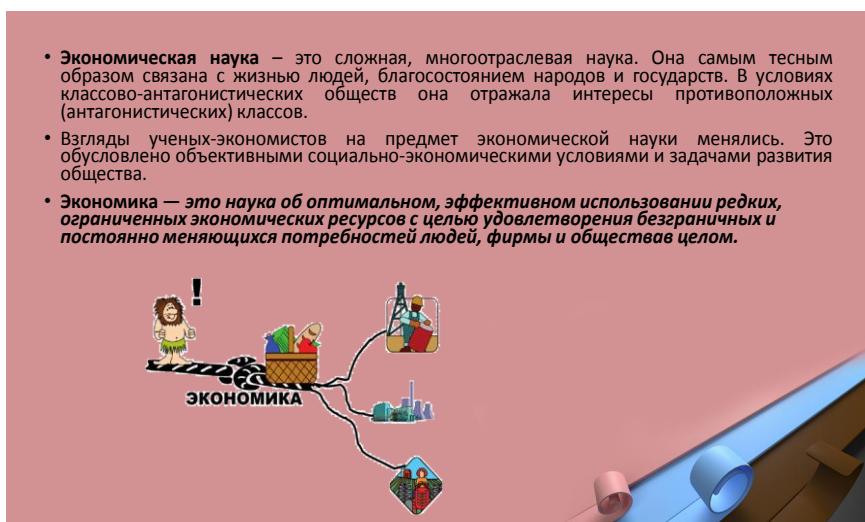 • Экономическая наука – это сложная, многоотраслевая наука. Она самым тесным
образом связана с жизнью людей, благосостоянием народов и государств. В условиях
классово-антагонистических обществ она отражала интересы противоположных
(антагонистических) классов.
• Взгляды ученых-экономистов на предмет экономической науки менялись. Это
обусловлено объективными социально-экономическими условиями и задачами развития
общества.
• Экономика — это наука об оптимальном, эффективном использовании редких,
ограниченных экономических ресурсов с целью удовлетворения безграничных и
постоянно меняющихся потребностей людей, фирмы и обществав целом.
!
ЭКОНОМИКА